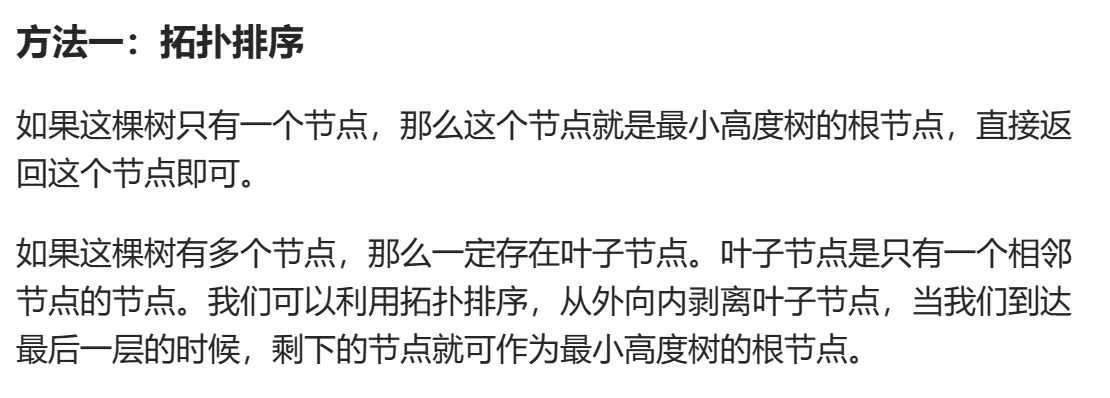 方法一：拓扑排序
如果这棵树只有一个节点，那么这个节点就是最小高度树的根节点，直接返
回这个节点即可。
如果这棵树有多个节点，那么一定存在叶子节点。叶子节点是只有一个相邻
节点的节点。我们可以利用拓扑排序，从外向内剥离叶子节点，当我们到达
最后一层的时候，剩下的节点就可作为最小高度树的根节点。